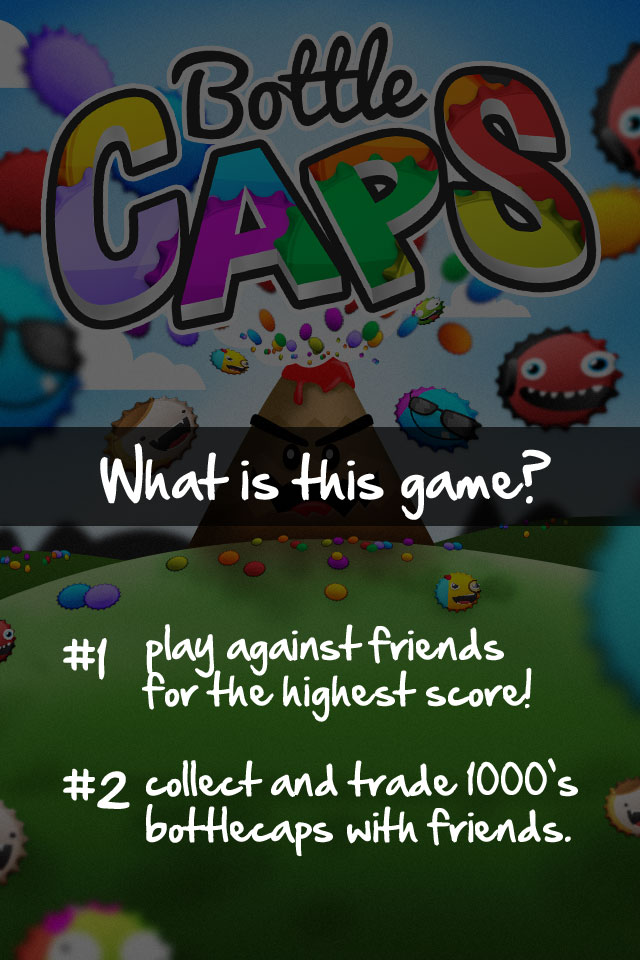 Bottle
CAPS
What is this game?
#1 play against friends
for the highest score!
#2 collect and trade 1000's
bottlecaps with friends.